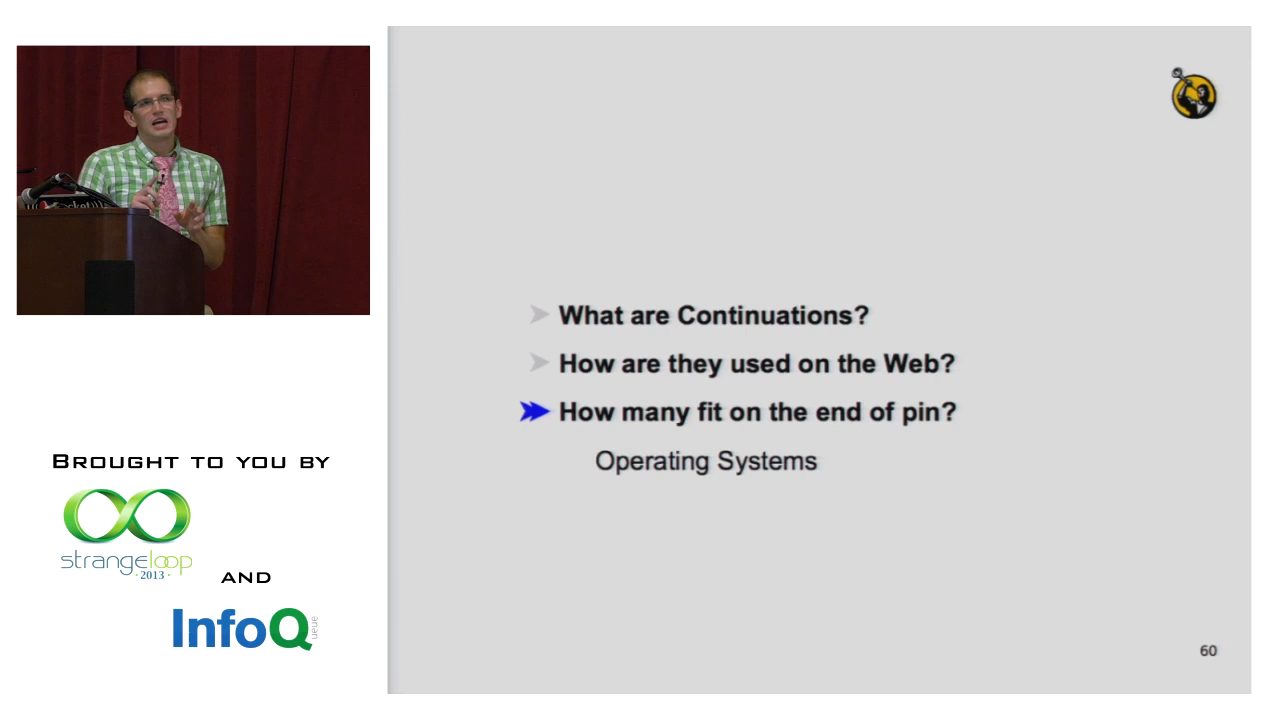 What are Continuations?
How are they used on the Web?
How many fit on the end of pin?
Operating Systems
60
BROUGHT TO YOU BY
strangeloop
· 2013 ·
AND
InfoQ
ueue